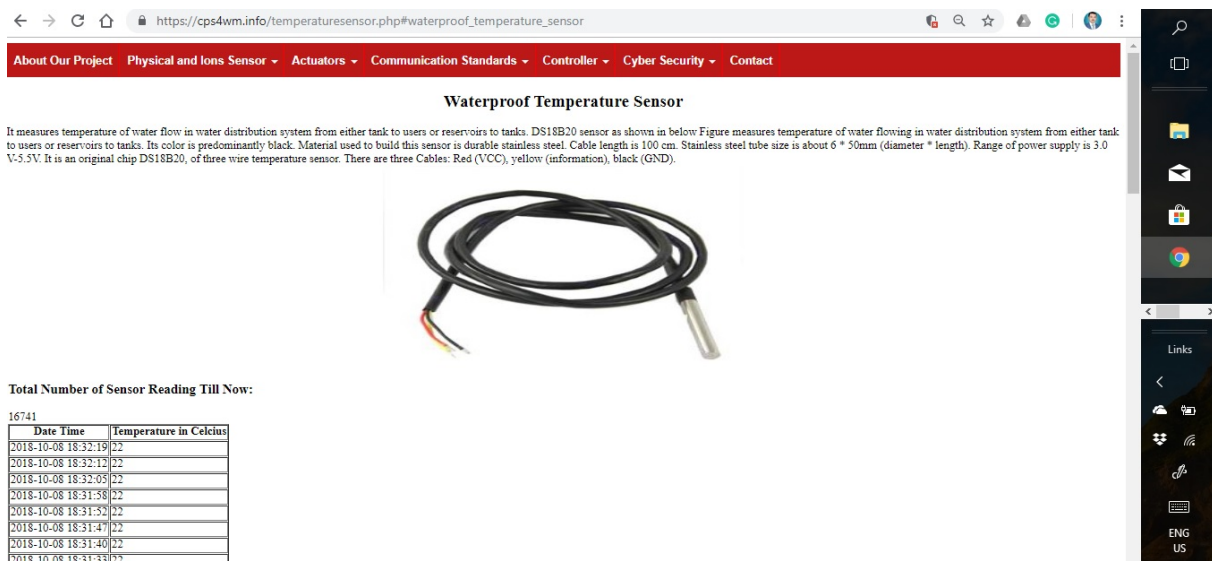 https://cps4wm.info/temperaturesensor.php#waterproof_temperature_sensor
About Our Project Physical and Ions Sensor Actuators Communication Standards Controller Cyber Security Contact
Waterproof Temperature Sensor
It measures temperature of water flow in water distribution system from either tank to users or reservoirs to tanks. DS18B20 sensor as shown in below Figure measures temperature of water flowing in water distribution system from either tank
to users or reservoirs to tanks. Its color is predominantly black. Material used to build this sensor is durable stainless steel. Cable length is 100 cm. Stainless steel tube size is about 6 * 50mm (diameter * length). Range of power supply is 3.0
V-5.5V. It is an original chip DS18B20, of three wire temperature sensor. There are three Cables: Red (VCC), yellow (information), black (GND).
Total Number of Sensor Reading Till Now:
16741
Date Time Temperature in Celcius
2018-10-08 18:32:19 22
2018-10-08 18:32:12 22
2018-10-08 18:32:05 22
2018-10-08 18:31:58 22
2018-10-08 18:31:52 22
2018-10-08 18:31:47 22
2018-10-08 18:31:40 22
2018-10-08 18:31:33 22
Links
ENG
US